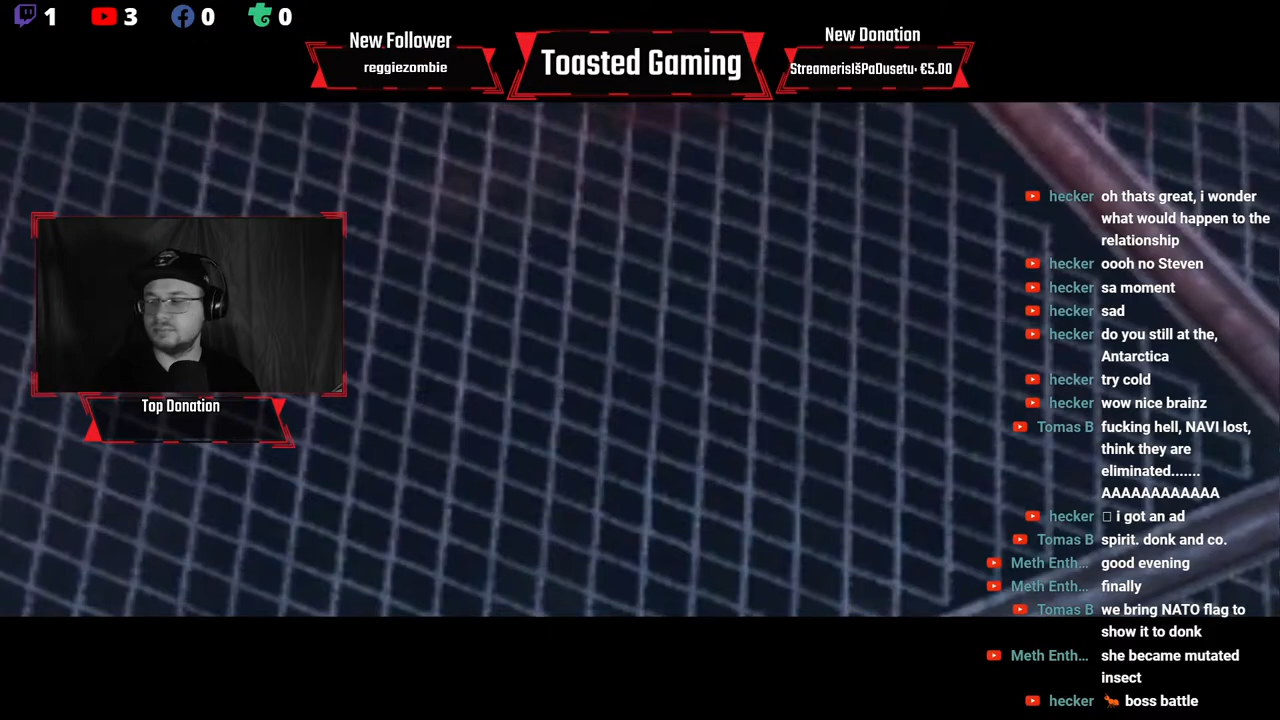 1 3 0 0
New Follower
reggiezombie
Toasted Gaming
New Donation
StreamerisIšPaDusetu· €5.00
Top Donation
hecker oh thats great, i wonder
what would happen to the
relationship
hecker oooh no Steven
hecker sa moment
hecker sad
hecker do you still at the,
Antarctica
hecker try cold
hecker wow nice brainz
Tomas B fucking hell, NAVI lost,
think they are
eliminated.......
AAAAAAAAAAAA
hecker i got an ad
Tomas B spirit. donk and co.
Meth Enth... good evening
Meth Enth... finally
Tomas B we bring NATO flag to
show it to donk
Meth Enth... she became mutated
insect
hecker 🐜 boss battle